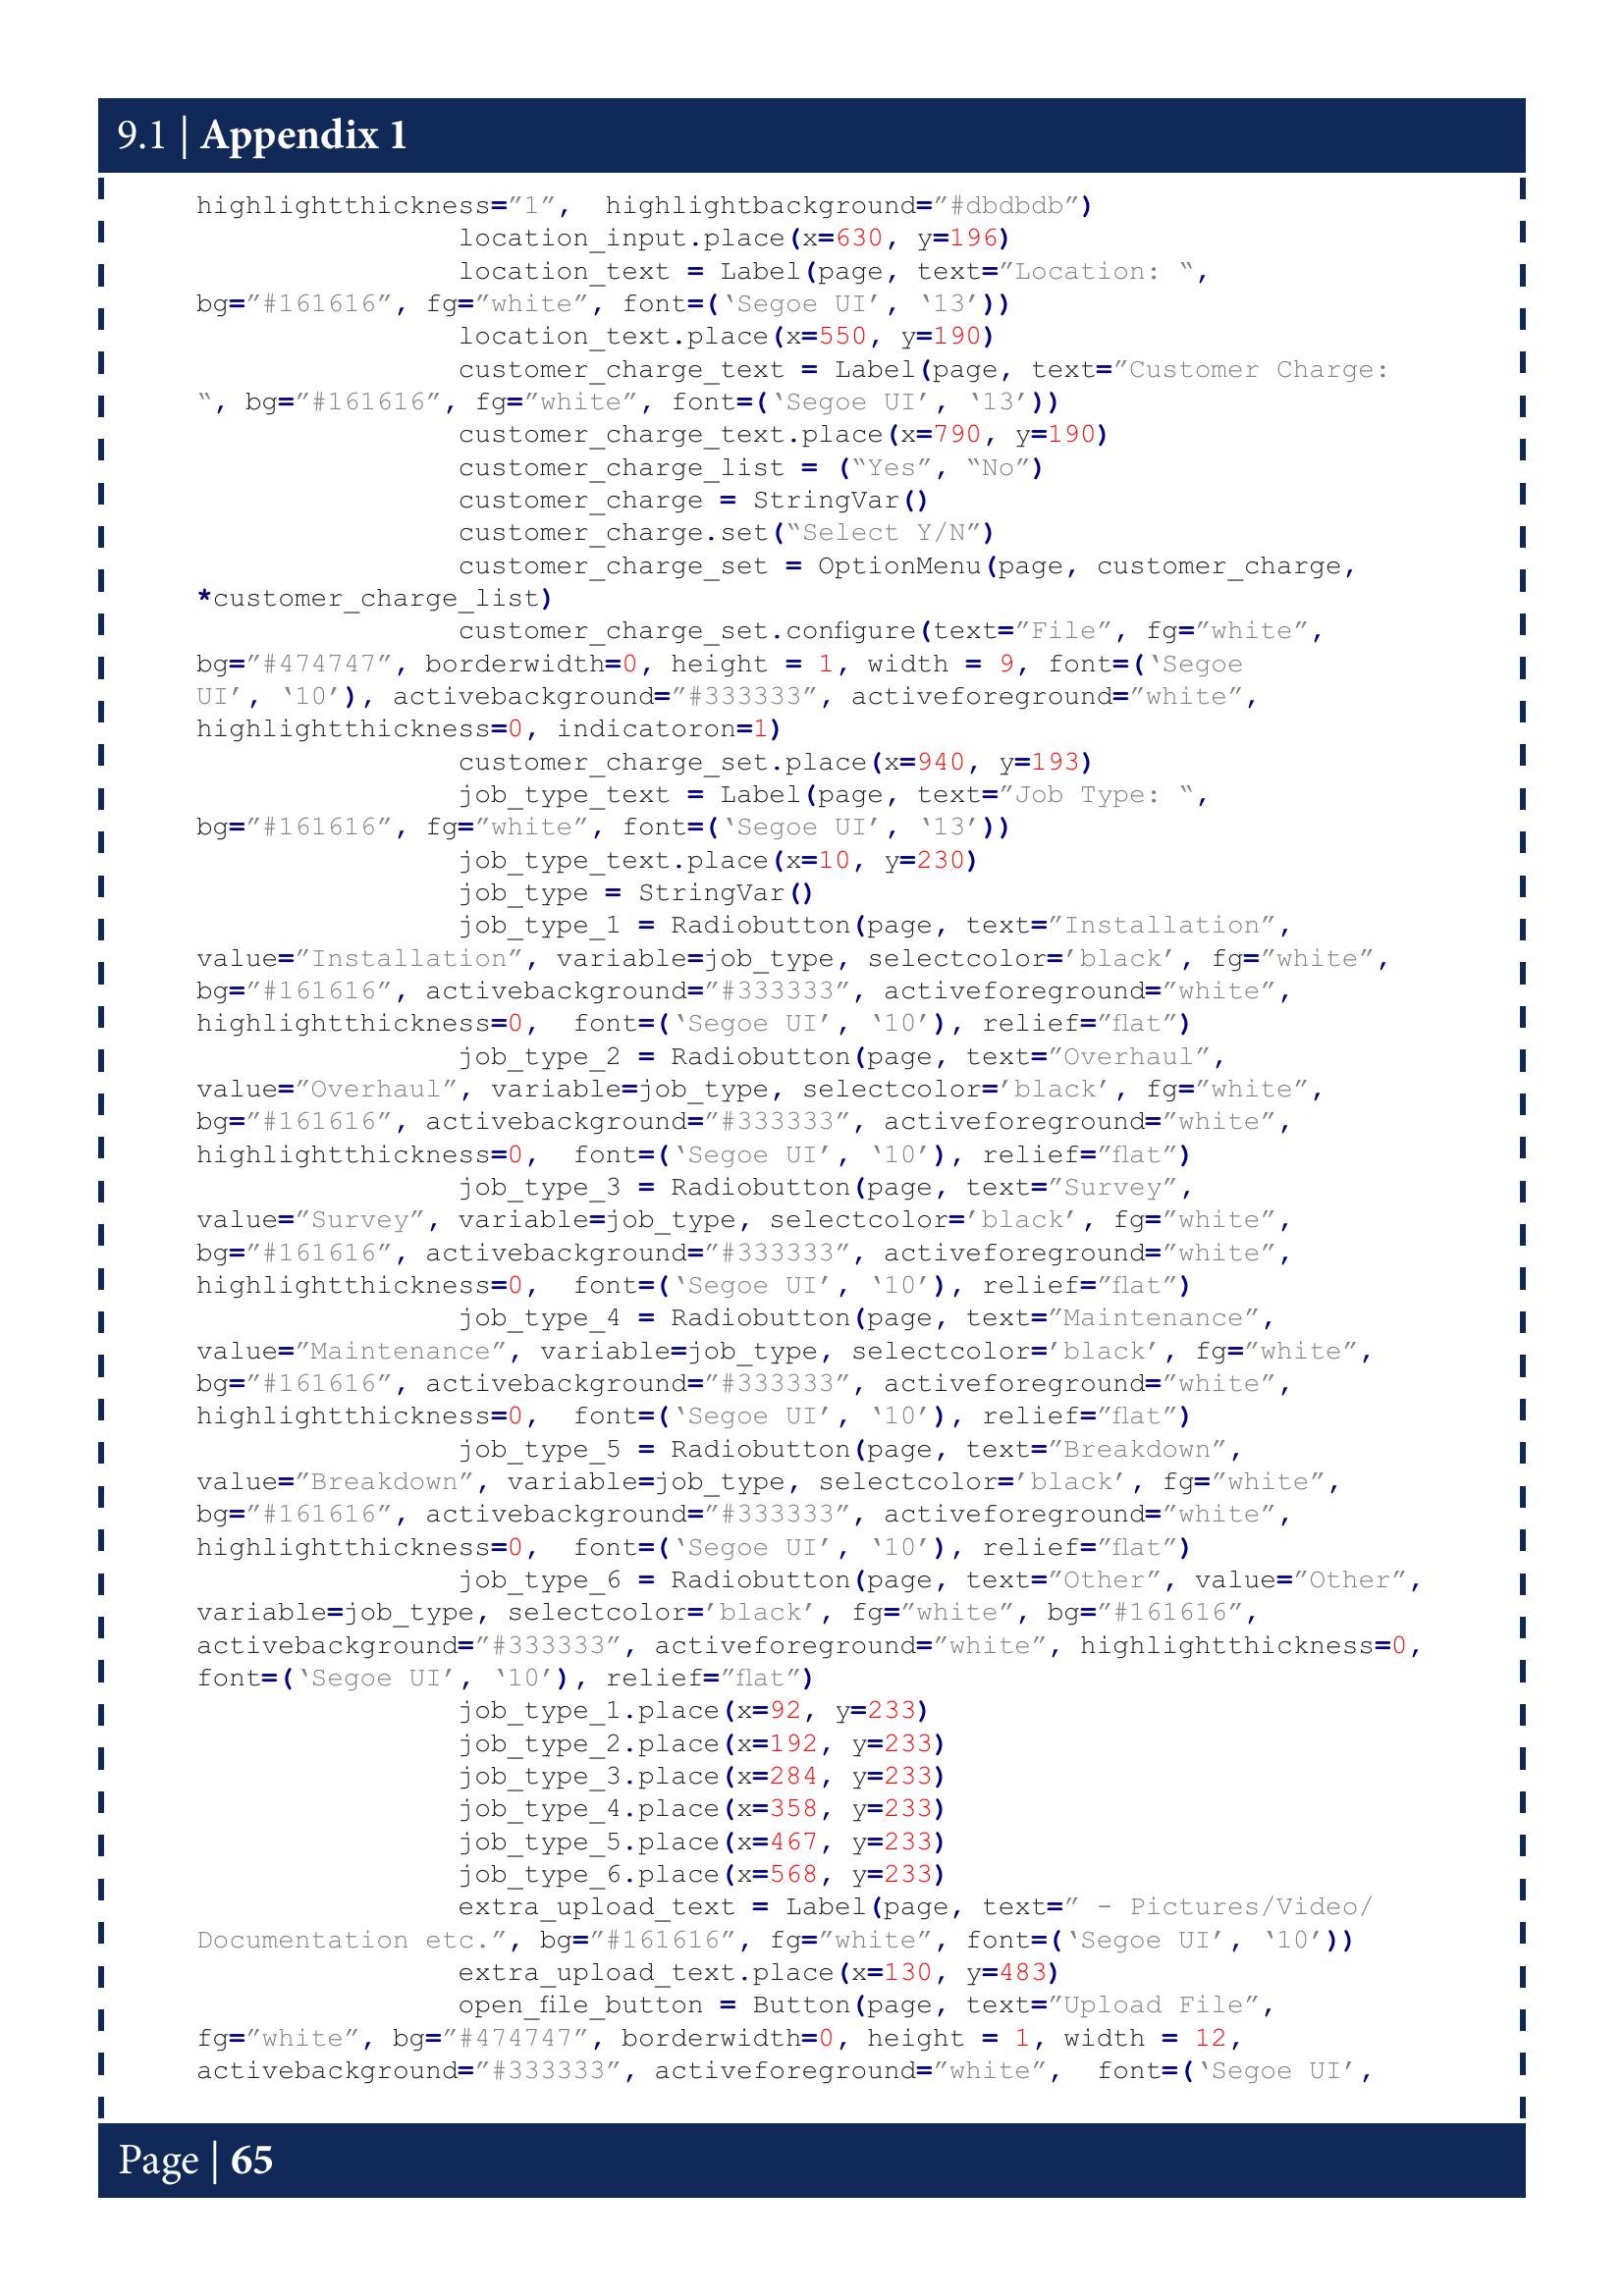 9.1 | Appendix 1
highlightthickness=”1”,  highlightbackground=”#dbdbdb”)
                location_input.place(x=630, y=196)
                location_text = Label(page, text=”Location: “,
bg=”#161616”, fg=”white”, font=(‘Segoe UI’, ‘13’))
                location_text.place(x=550, y=190)
                customer_charge_text = Label(page, text=”Customer Charge:
“, bg=”#161616”, fg=”white”, font=(‘Segoe UI’, ‘13’))
                customer_charge_text.place(x=790, y=190)
                customer_charge_list = (“Yes”, “No”)
                customer_charge = StringVar()
                customer_charge.set(“Select Y/N”)
                customer_charge_set = OptionMenu(page, customer_charge,
*customer_charge_list)
                customer_charge_set.configure(text=”File”, fg=”white”,
bg=”#474747”, borderwidth=0, height = 1, width = 9, font=(‘Segoe
UI’, ‘10’), activebackground=”#333333”, activeforeground=”white”,
highlightthickness=0, indicatoron=1)
                customer_charge_set.place(x=940, y=193)
                job_type_text = Label(page, text=”Job Type: “,
bg=”#161616”, fg=”white”, font=(‘Segoe UI’, ‘13’))
                job_type_text.place(x=10, y=230)
                job_type = StringVar()
                job_type_1 = Radiobutton(page, text=”Installation”,
value=”Installation”, variable=job_type, selectcolor=’black’, fg=”white”,
bg=”#161616”, activebackground=”#333333”, activeforeground=”white”,
highlightthickness=0,  font=(‘Segoe UI’, ‘10’), relief=”flat”)
                job_type_2 = Radiobutton(page, text=”Overhaul”,
value=”Overhaul”, variable=job_type, selectcolor=’black’, fg=”white”,
bg=”#161616”, activebackground=”#333333”, activeforeground=”white”,
highlightthickness=0,  font=(‘Segoe UI’, ‘10’), relief=”flat”)
                job_type_3 = Radiobutton(page, text=”Survey”,
value=”Survey”, variable=job_type, selectcolor=’black’, fg=”white”,
bg=”#161616”, activebackground=”#333333”, activeforeground=”white”,
highlightthickness=0,  font=(‘Segoe UI’, ‘10’), relief=”flat”)
                job_type_4 = Radiobutton(page, text=”Maintenance”,
value=”Maintenance”, variable=job_type, selectcolor=’black’, fg=”white”,
bg=”#161616”, activebackground=”#333333”, activeforeground=”white”,
highlightthickness=0,  font=(‘Segoe UI’, ‘10’), relief=”flat”)
                job_type_5 = Radiobutton(page, text=”Breakdown”,
value=”Breakdown”, variable=job_type, selectcolor=’black’, fg=”white”,
bg=”#161616”, activebackground=”#333333”, activeforeground=”white”,
highlightthickness=0,  font=(‘Segoe UI’, ‘10’), relief=”flat”)
                job_type_6 = Radiobutton(page, text=”Other”, value=”Other”,
variable=job_type, selectcolor=’black’, fg=”white”, bg=”#161616”,
activebackground=”#333333”, activeforeground=”white”, highlightthickness=0,
font=(‘Segoe UI’, ‘10’), relief=”flat”)
                job_type_1.place(x=92, y=233)
                job_type_2.place(x=192, y=233)
                job_type_3.place(x=284, y=233)
                job_type_4.place(x=358, y=233)
                job_type_5.place(x=467, y=233)
                job_type_6.place(x=568, y=233)
                extra_upload_text = Label(page, text=” - Pictures/Video/
Documentation etc.”, bg=”#161616”, fg=”white”, font=(‘Segoe UI’, ‘10’))
                extra_upload_text.place(x=130, y=483)
                open_file_button = Button(page, text=”Upload File”,
fg=”white”, bg=”#474747”, borderwidth=0, height = 1, width = 12,
activebackground=”#333333”, activeforeground=”white”,  font=(‘Segoe UI’,
Page | 65